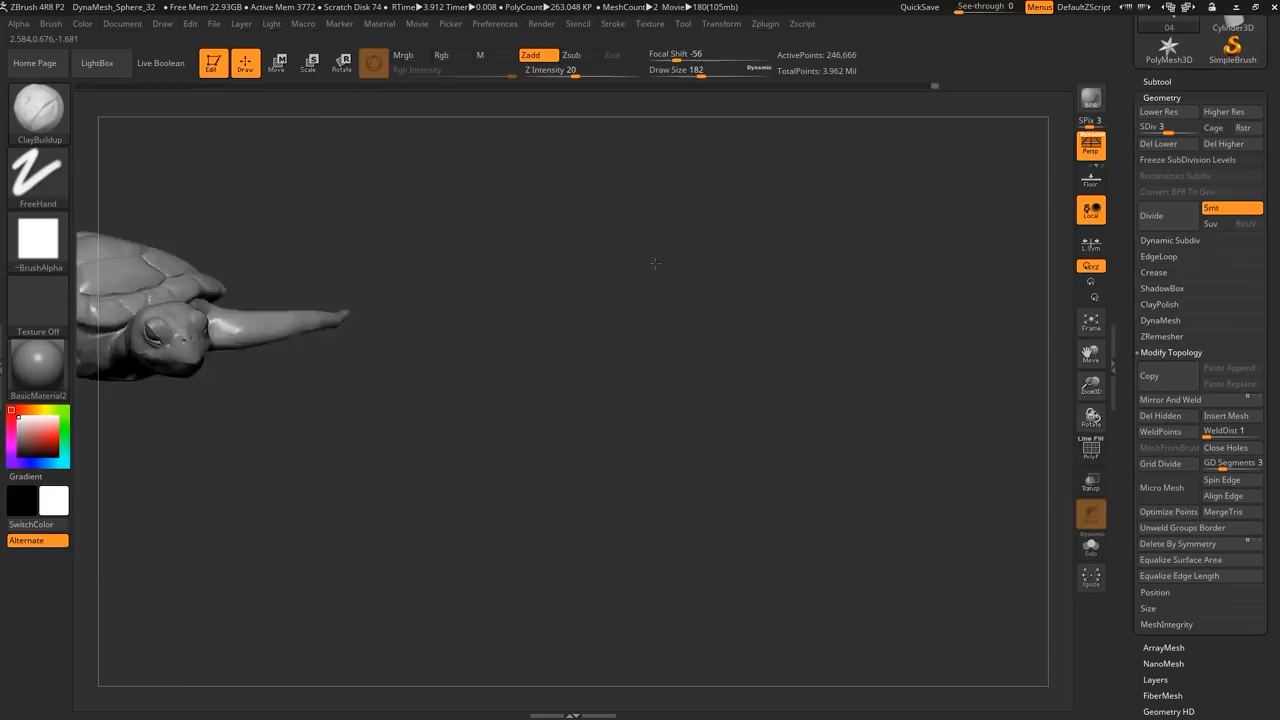 ZBrush 4R8 P2   DynaMesh_Sphere_32   • Free Mem 22.93GB • Active Mem 3772 • Scratch Disk 74 • RTime▶3.912 Timer▶0.008 • PolyCount▶263.048 KP • MeshCount▶2 Movie▶180(105mb)   QuickSave   See-through 0   Menus   DefaultZScript
Alpha Brush Color Document Draw Edit File Layer Light Macro Marker Material Movie Picker Preferences Render Stencil Stroke Texture Tool Transform Zplugin Zscript
2.584,0.676,-1.681
Home Page
LightBox
Live Boolean
Edit
Draw
Move
Scale
Rotate
Mrgb
Rgb
M
Rgb Intensity
Zadd
Zsub
Zcut
Z Intensity 20
Focal Shift -56
Draw Size 182
Dynamic
ActivePoints: 246,666
TotalPoints: 3.962 Mil
ClayBuildup
FreeHand
~BrushAlpha
Texture Off
BasicMaterial2
Gradient
SwitchColor
Alternate
BPR
SPix 3
Dynamic
Persp
Floor
Local
L.Sym
XYZ
Frame
Move
Zoom3D
Rotate
Line Fill
PolyF
Transp
Dynamic
Solo
Xpose
04
Cylinder3D
PolyMesh3D
SimpleBrush
Subtool
Geometry
Lower Res
Higher Res
SDiv 3
Cage
Rstr
Del Lower
Del Higher
Freeze SubDivision Levels
Reconstruct Subdiv
Convert BPR To Geo
Divide
Smt
Suv
ReUV
Dynamic Subdiv
EdgeLoop
Crease
ShadowBox
ClayPolish
DynaMesh
ZRemesher
Modify Topology
Copy
Paste Append
Paste Replace
Mirror And Weld
Del Hidden
Insert Mesh
WeldPoints
WeldDist 1
MeshFromBrush
Close Holes
Grid Divide
GD Segments 3
Micro Mesh
Spin Edge
Align Edge
Optimize Points
MergeTris
Unweld Groups Border
Delete By Symmetry
Equalize Surface Area
Equalize Edge Length
Position
Size
MeshIntegrity
ArrayMesh
NanoMesh
Layers
FiberMesh
Geometry HD